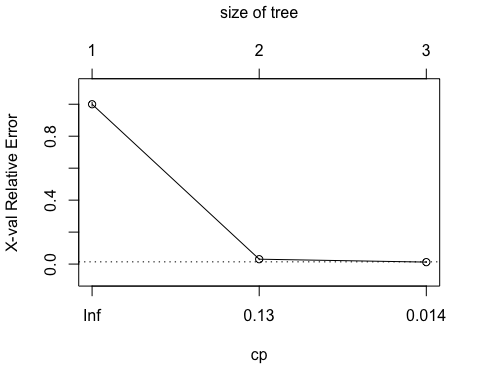 size of tree
1 2 3
X-val Relative Error
0.8
0.4
0.0
Inf 0.13 0.014
cp